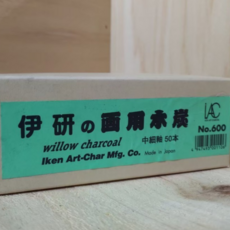 伊研の画用木炭
IAC
No.600
willow charcoal
中細軸 50本
Iken Art-Char Mfg. Co. Made in Japan